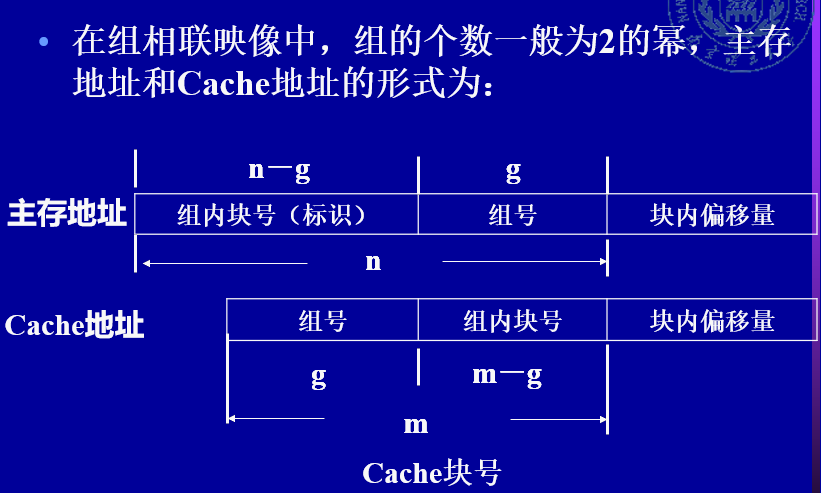 • 在组相联映像中，组的个数一般为2的幂，主存
地址和Cache地址的形式为：
n－g g
主存地址 组内块号（标识） 组号 块内偏移量
n
Cache地址 组号 组内块号 块内偏移量
g m－g
m
Cache块号